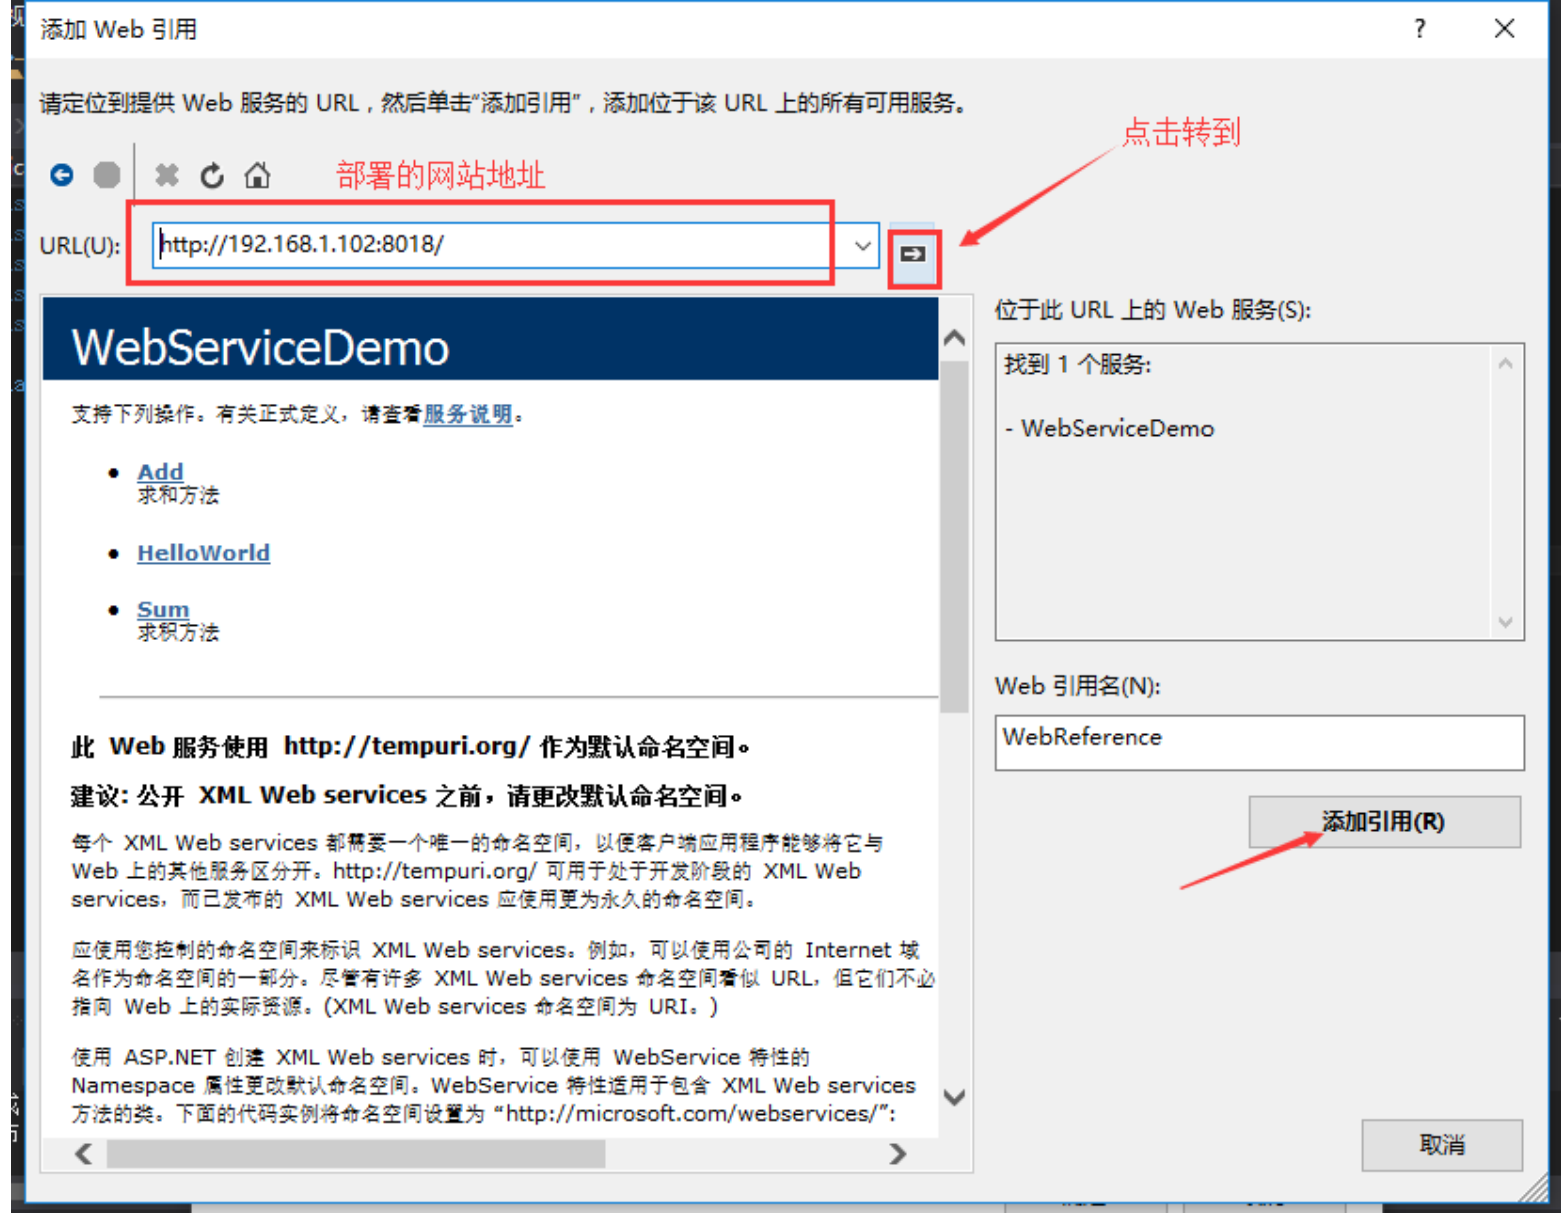 添加 Web 引用
请定位到提供 Web 服务的 URL，然后单击“添加引用”，添加位于该 URL 上的所有可用服务。
点击转到
部署的网站地址
URL(U):
http://192.168.1.102:8018/
WebServiceDemo
支持下列操作。有关正式定义，请查看服务说明。
Add
求和方法
HelloWorld
Sum
求积方法
此 Web 服务使用 http://tempuri.org/ 作为默认命名空间。
建议: 公开 XML Web services 之前，请更改默认命名空间。
每个 XML Web services 都需要一个唯一的命名空间，以便客户端应用程序能够将它与
Web 上的其他服务区分开。http://tempuri.org/ 可用于处于开发阶段的 XML Web
services，而已发布的 XML Web services 应使用更为永久的命名空间。
应使用您控制的命名空间来标识 XML Web services。例如，可以使用公司的 Internet 域
名作为命名空间的一部分。尽管有许多 XML Web services 命名空间看似 URL，但它们不必
指向 Web 上的实际资源。(XML Web services 命名空间为 URI。)
使用 ASP.NET 创建 XML Web services 时，可以使用 WebService 特性的
Namespace 属性更改默认命名空间。WebService 特性适用于包含 XML Web services
方法的类。下面的代码实例将命名空间设置为 “http://microsoft.com/webservices/”:
位于此 URL 上的 Web 服务(S):
找到 1 个服务:
- WebServiceDemo
Web 引用名(N):
WebReference
添加引用(R)
取消